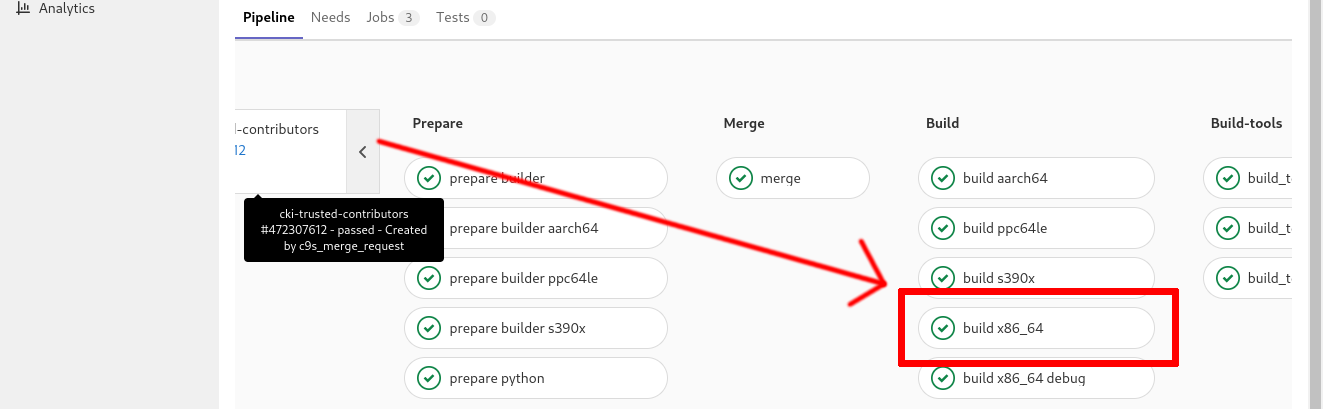 Analytics
Pipeline Needs Jobs 3 Tests 0
Prepare
Merge
Build
Build-tools
l-contributors
12
cki-trusted-contributors
#472307612 - passed - Created
by c9s_merge_request
prepare builder
prepare builder aarch64
prepare builder ppc64le
prepare builder s390x
prepare python
merge
build aarch64
build ppc64le
build s390x
build x86_64
build x86_64 debug
build_t
build_t
build_t